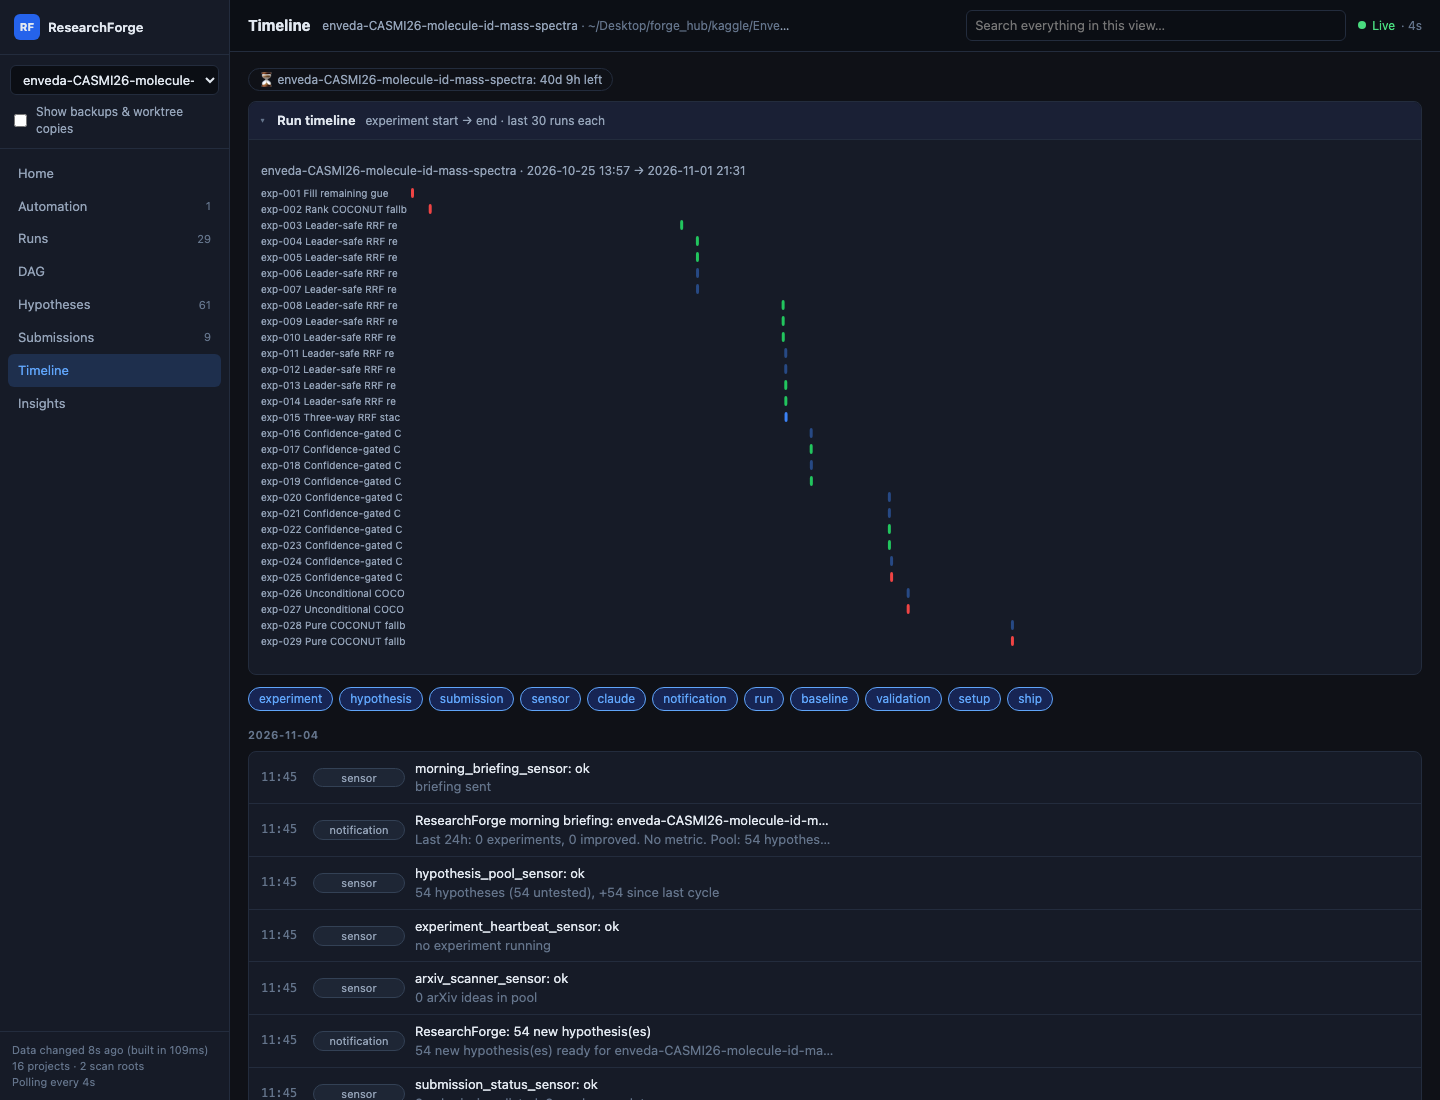 RF ResearchForge
enveda-CASMI26-molecule-
Show backups & worktree
copies
Home
Automation 1
Runs 29
DAG
Hypotheses 61
Submissions 9
Timeline
Insights
Data changed 8s ago (built in 109ms)
16 projects · 2 scan roots
Polling every 4s
Timeline enveda-CASMI26-molecule-id-mass-spectra · ~/Desktop/forge_hub/kaggle/Enve...
Search everything in this view...
Live · 4s
enveda-CASMI26-molecule-id-mass-spectra: 40d 9h left
Run timeline experiment start → end · last 30 runs each
enveda-CASMI26-molecule-id-mass-spectra · 2026-10-25 13:57 → 2026-11-01 21:31
exp-001 Fill remaining gue
exp-002 Rank COCONUT fallb
exp-003 Leader-safe RRF re
exp-004 Leader-safe RRF re
exp-005 Leader-safe RRF re
exp-006 Leader-safe RRF re
exp-007 Leader-safe RRF re
exp-008 Leader-safe RRF re
exp-009 Leader-safe RRF re
exp-010 Leader-safe RRF re
exp-011 Leader-safe RRF re
exp-012 Leader-safe RRF re
exp-013 Leader-safe RRF re
exp-014 Leader-safe RRF re
exp-015 Three-way RRF stac
exp-016 Confidence-gated C
exp-017 Confidence-gated C
exp-018 Confidence-gated C
exp-019 Confidence-gated C
exp-020 Confidence-gated C
exp-021 Confidence-gated C
exp-022 Confidence-gated C
exp-023 Confidence-gated C
exp-024 Confidence-gated C
exp-025 Confidence-gated C
exp-026 Unconditional COCO
exp-027 Unconditional COCO
exp-028 Pure COCONUT fallb
exp-029 Pure COCONUT fallb
experiment hypothesis submission sensor claude notification run baseline validation setup ship
2026-11-04
11:45 sensor morning_briefing_sensor: ok
briefing sent
11:45 notification ResearchForge morning briefing: enveda-CASMI26-molecule-id-m...
Last 24h: 0 experiments, 0 improved. No metric. Pool: 54 hypothes...
11:45 sensor hypothesis_pool_sensor: ok
54 hypotheses (54 untested), +54 since last cycle
11:45 sensor experiment_heartbeat_sensor: ok
no experiment running
11:45 sensor arxiv_scanner_sensor: ok
0 arXiv ideas in pool
11:45 notification ResearchForge: 54 new hypothesis(es)
54 new hypothesis(es) ready for enveda-CASMI26-molecule-id-ma...
11:45 sensor submission_status_sensor: ok